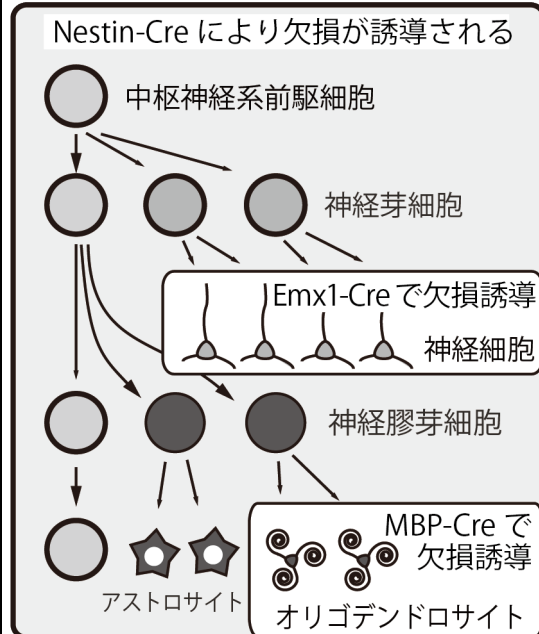 Nestin-Cre により欠損が誘導される
中枢神経系前駆細胞
神経芽細胞
Emx1-Cre で欠損誘導
神経細胞
神経膠芽細胞
MBP-Cre で
欠損誘導
アストロサイト
オリゴデンドロサイト